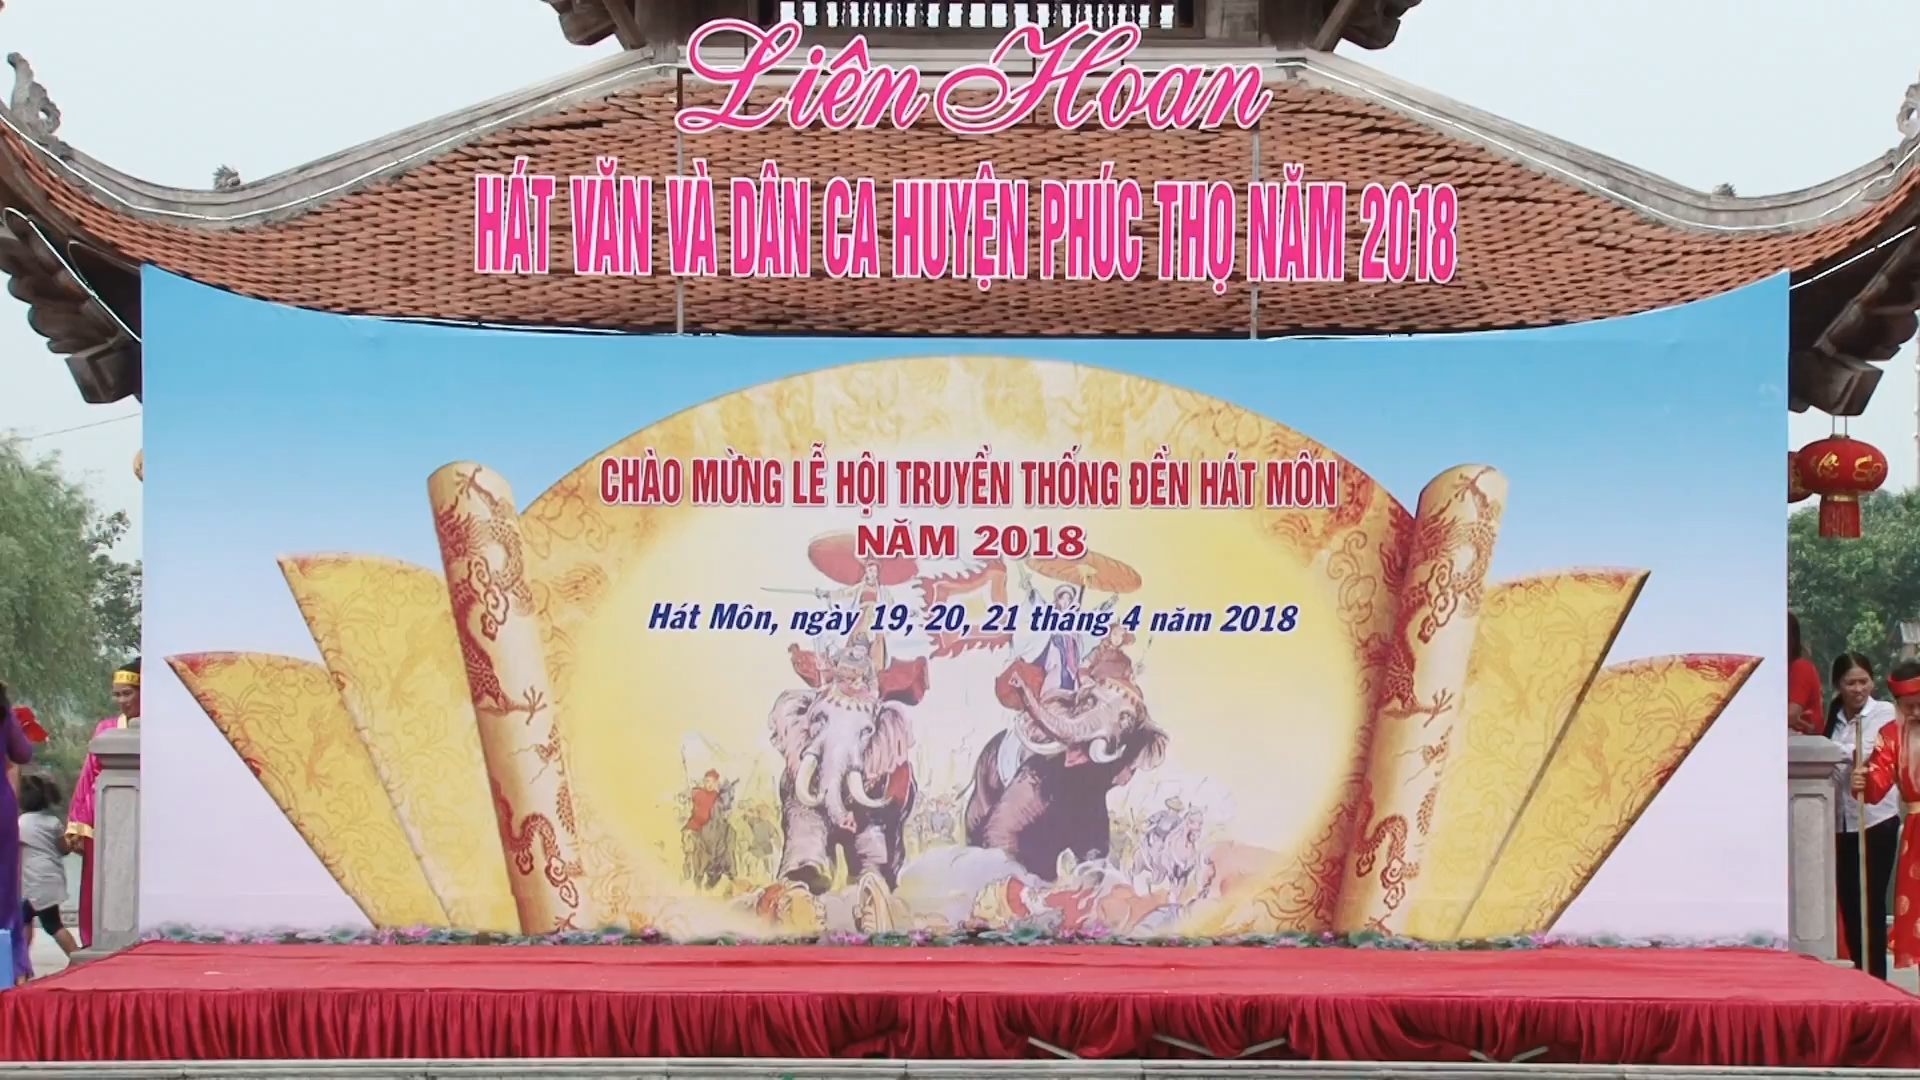 Liên Hoan
HÁT VĂN VÀ DÂN CA HUYỆN PHÚC THỌ NĂM 2018
CHÀO MỪNG LỄ HỘI TRUYỀN THỐNG ĐỀN HÁT MÔN
NĂM 2018
Hát Môn, ngày 19, 20, 21 tháng 4 năm 2018